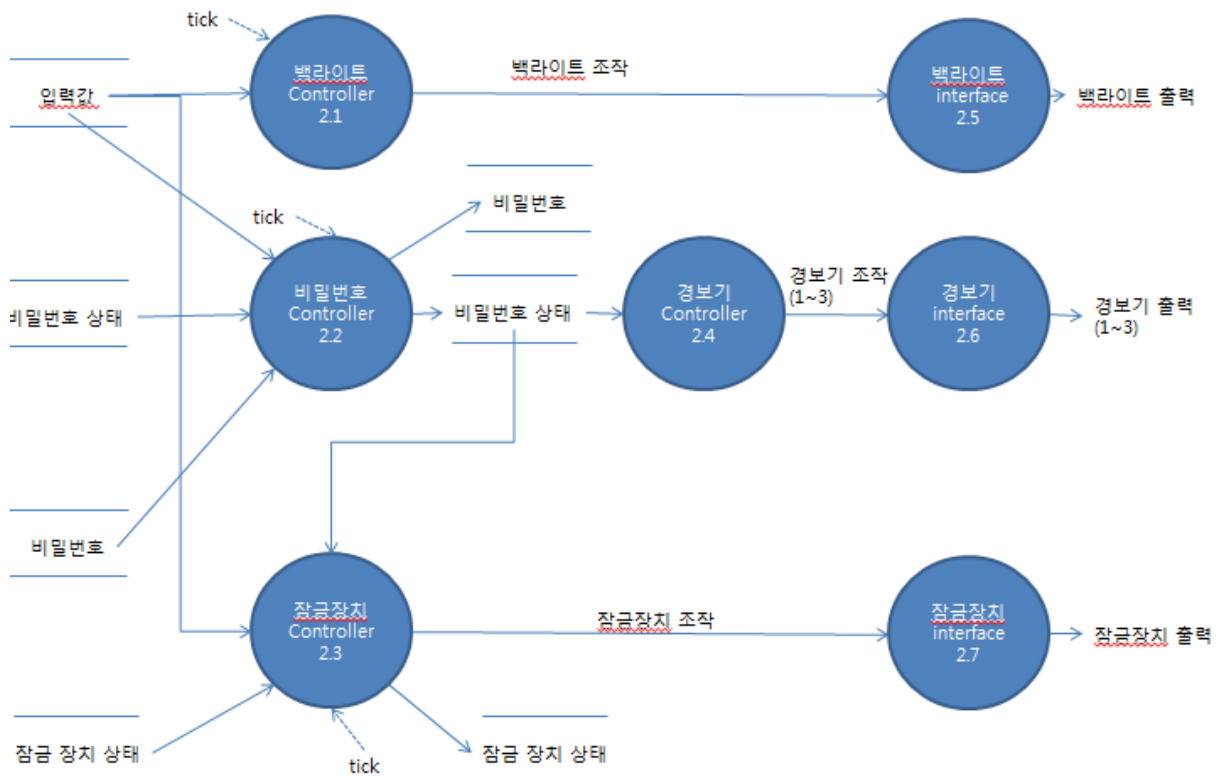 tick
입력값
백라이트
Controller
2.1
백라이트 조작
백라이트
interface
2.5
백라이트 출력
비밀번호
tick
비밀번호 상태
비밀번호
Controller
2.2
비밀번호 상태
경보기
Controller
2.4
경보기 조작
(1~3)
경보기
interface
2.6
경보기 출력
(1~3)
비밀번호
잠금장치
Controller
2.3
잠금장치 조작
잠금장치
interface
2.7
잠금장치 출력
잠금 장치 상태
tick
잠금 장치 상태